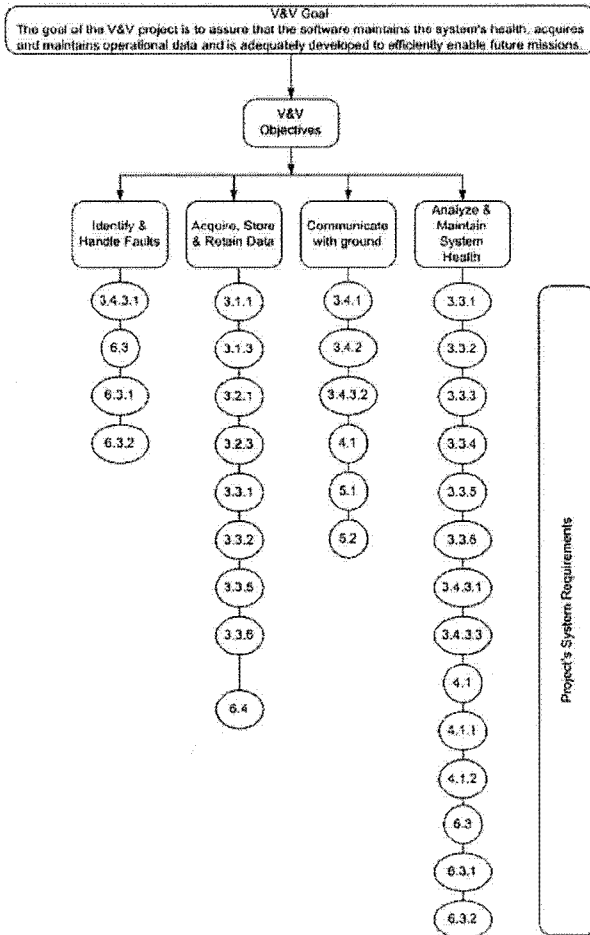 V&V Goal
The goal of the V&V project is to assure that the software maintains the system's health, acquires
and maintains operational data and is adequately developed to efficiently enable future missions.
V&V
Objectives
Identify &
Handle Faults
3.4.3.1
6.3
6.3.1
6.3.2
Acquire, Store
& Retain Data
3.1.1
3.1.3
3.2.1
3.2.3
3.3.1
3.3.2
3.3.5
3.3.6
6.4
Communicate
with ground
3.4.1
3.4.2
3.4.3.2
4.1
5.1
5.2
Analyze &
Maintain
System
Health
3.3.1
3.3.2
3.3.3
3.3.4
3.3.5
3.3.6
3.4.3.1
3.4.3.3
4.1
4.1.1
4.1.2
6.3
6.3.1
6.3.2
Project's System Requirements